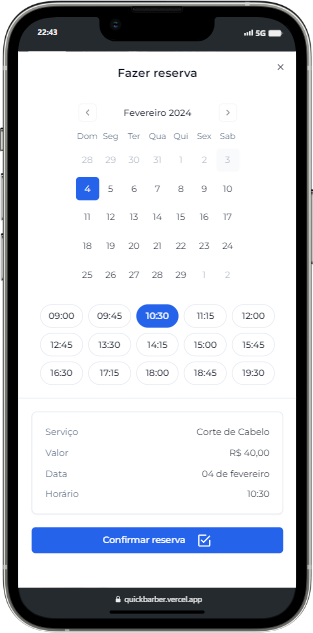 22:43 5G
Fazer reserva ×
< Fevereiro 2024 >
Dom Seg Ter Qua Qui Sex Sab
28 29 30 31 1 2 3
4 5 6 7 8 9 10
11 12 13 14 15 16 17
18 19 20 21 22 23 24
25 26 27 28 29 1 2
09:00 09:45 10:30 11:15 12:00
12:45 13:30 14:15 15:00 15:45
16:30 17:15 18:00 18:45 19:30
Serviço Corte de Cabelo
Valor R$ 40,00
Data 04 de fevereiro
Horário 10:30
Confirmar reserva
quickbarber.vercel.app